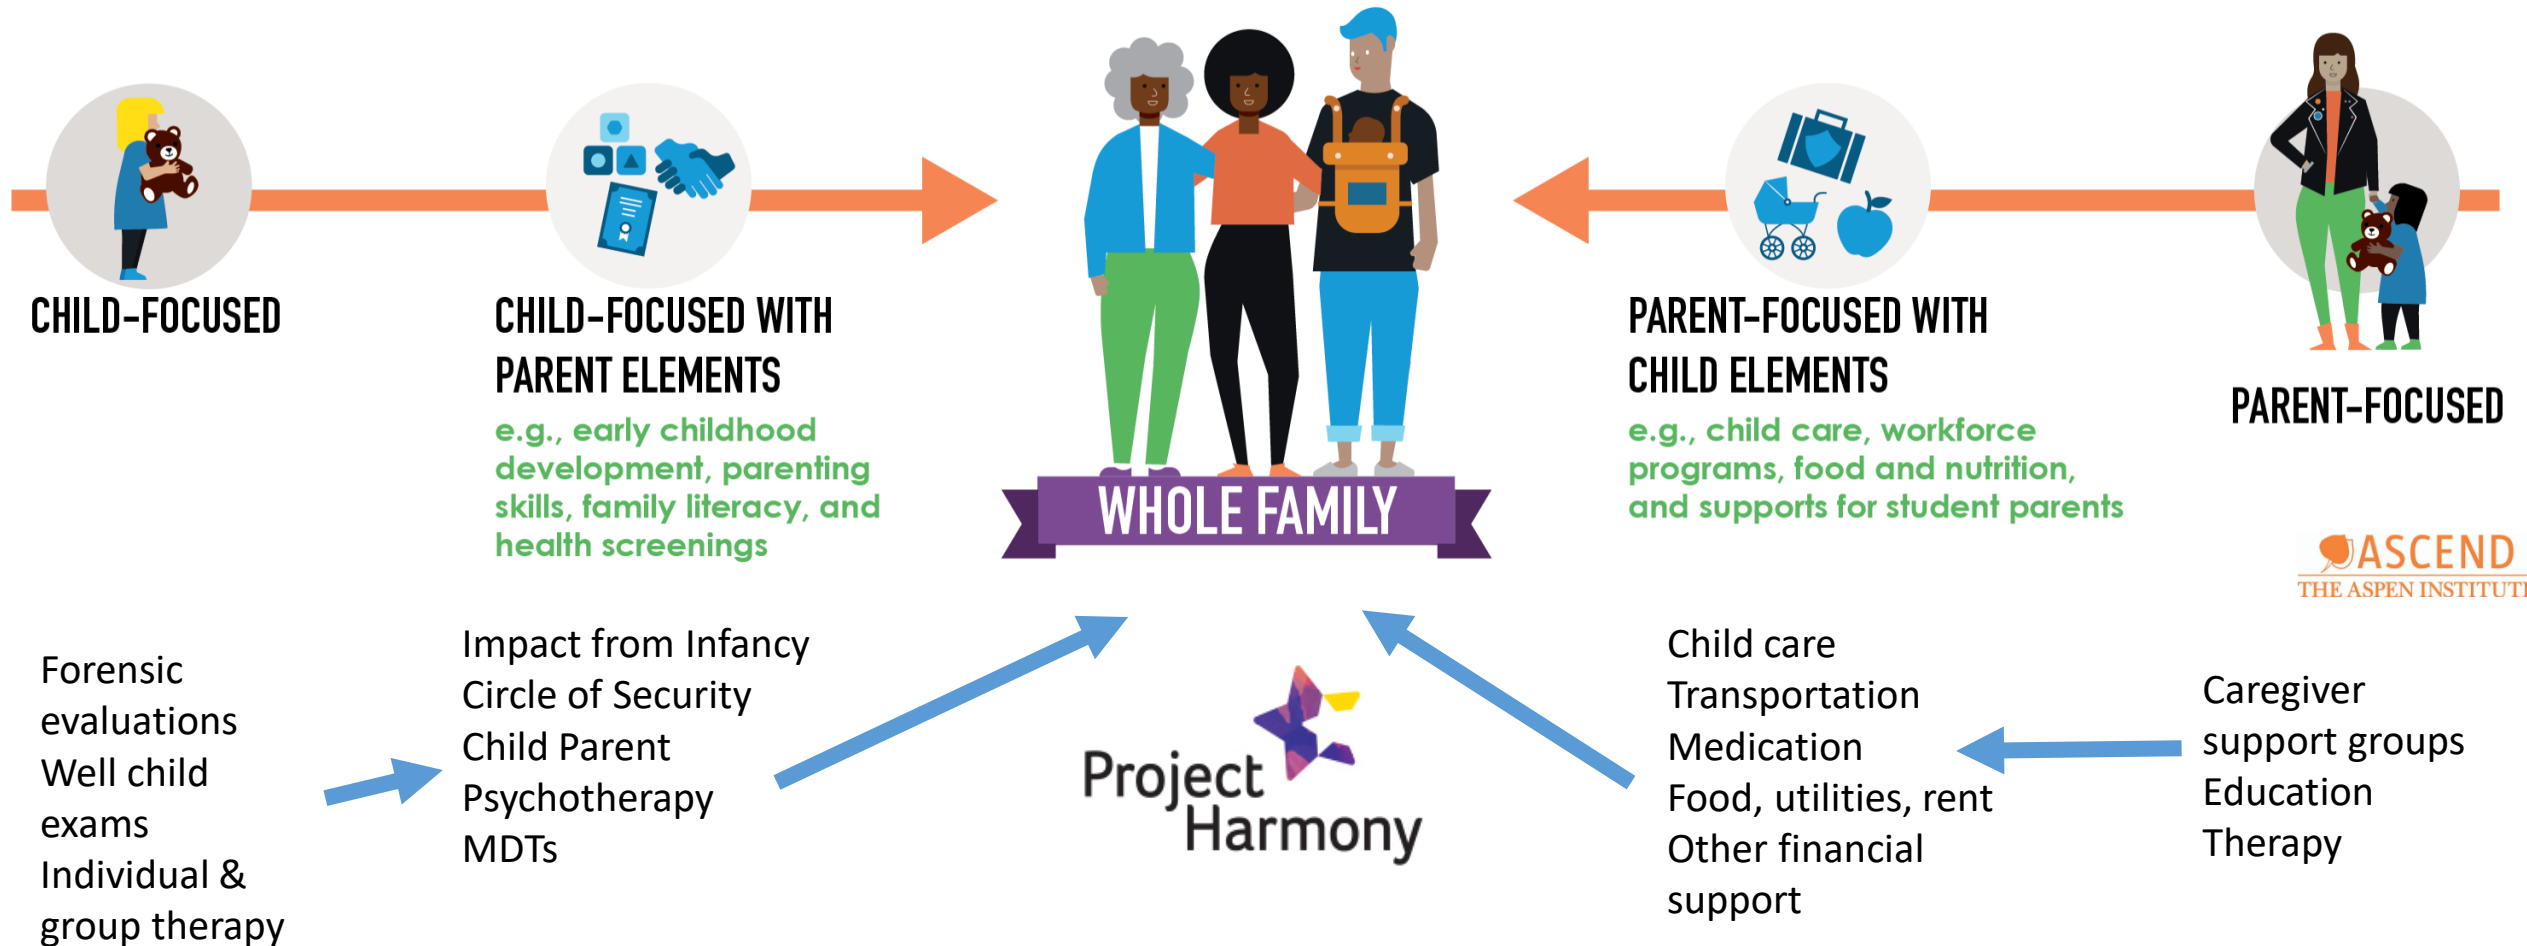 CHILD-FOCUSED
CHILD-FOCUSED WITH
PARENT ELEMENTS
e.g., early childhood
development, parenting
skills, family literacy, and
health screenings
WHOLE FAMILY
PARENT-FOCUSED WITH
CHILD ELEMENTS
e.g., child care, workforce
programs, food and nutrition,
and supports for student parents
PARENT-FOCUSED
ASCEND
THE ASPEN INSTITUTE
Forensic
evaluations
Well child
exams
Individual &
group therapy
Impact from Infancy
Circle of Security
Child Parent
Psychotherapy
MDTs
Project
Harmony
Child care
Transportation
Medication
Food, utilities, rent
Other financial
support
Caregiver
support groups
Education
Therapy